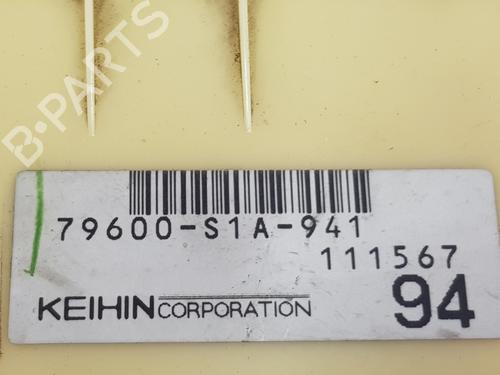 B-PARTS
79600-S1A-941
111567
KEIHIN CORPORATION 94